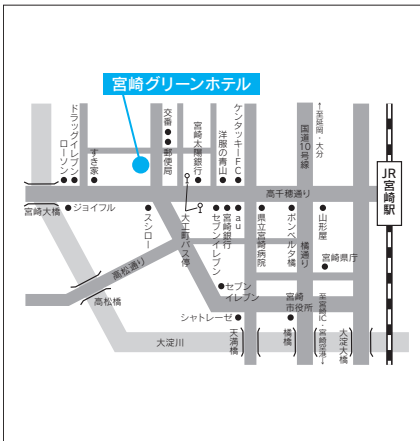 宮崎グリーンホテル
ローソン
ドラッグイレブン
すき家
交番
郵便局
宮崎太陽銀行
洋服の青山
ケンタッキーFC
国道10号線
←至延岡・大分
JR宮崎駅
高千穂通り
宮崎大橋
ジョイフル
スシロー
大工町バス停
セブンイレブン
宮崎銀行
au
県立宮崎病院
ボンベルタ橘
橘通り
山形屋
宮崎県庁
高松通り
高松橋
セブン
イレブン
宮崎
市役所
シャトレーゼ
天満橋
橘橋
至宮崎IC・宮崎空港→
大淀大橋
大淀川